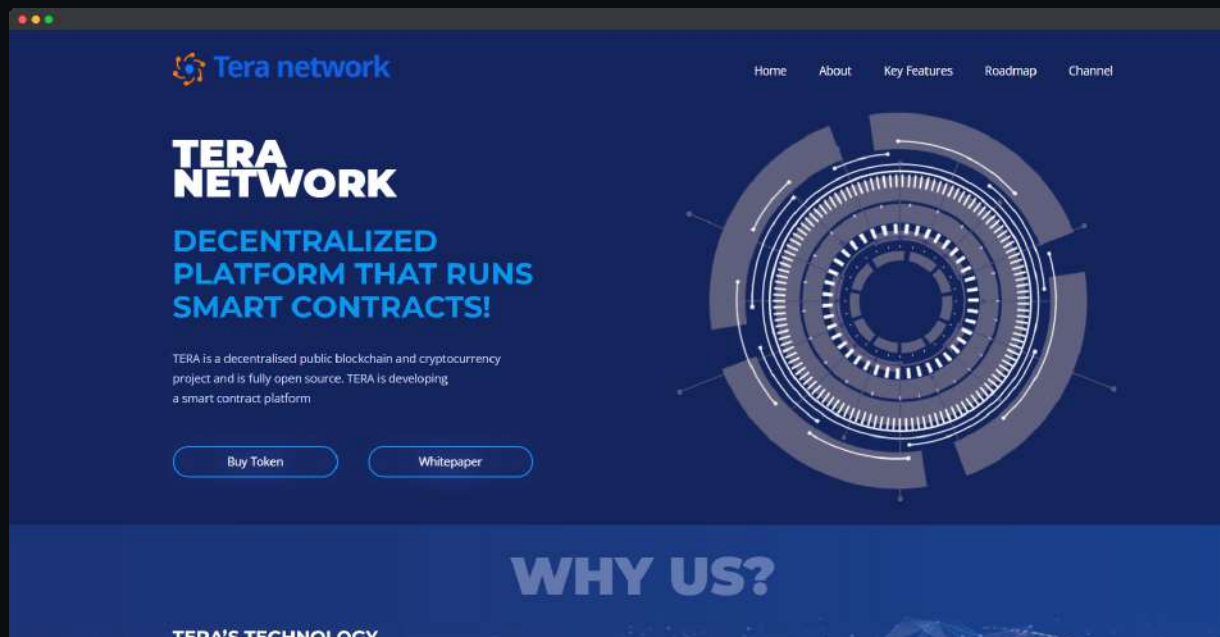 Tera network
Home About Key Features Roadmap Channel
TERA
NETWORK
DECENTRALIZED
PLATFORM THAT RUNS
SMART CONTRACTS!
TERA is a decentralised public blockchain and cryptocurrency
project and is fully open source. TERA is developing
a smart contract platform
Buy Token Whitepaper
WHY US?
TERA'S TECHNOLOGY